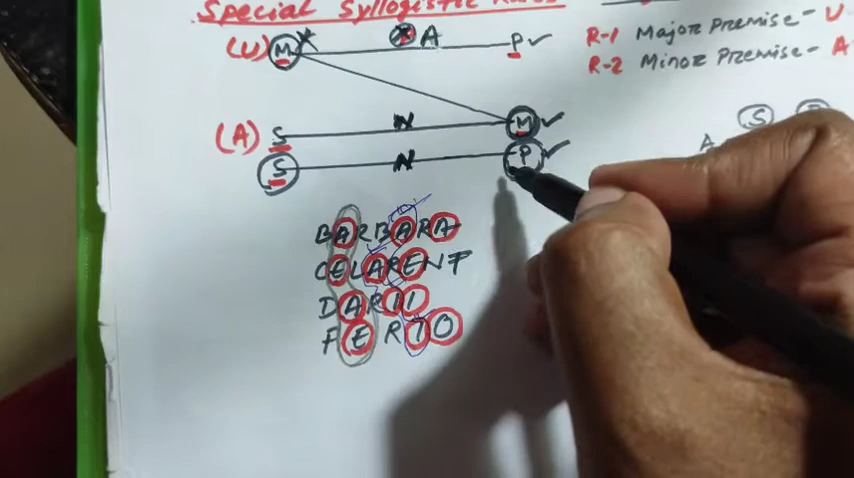 Special Syllogistic Rules
(U) M A P
R-1 Major Premise- U
R-2 Minor Premise- A
M
(A) S N
S N P
S
A
BARBARA
CELARENT
DARII
FERIO